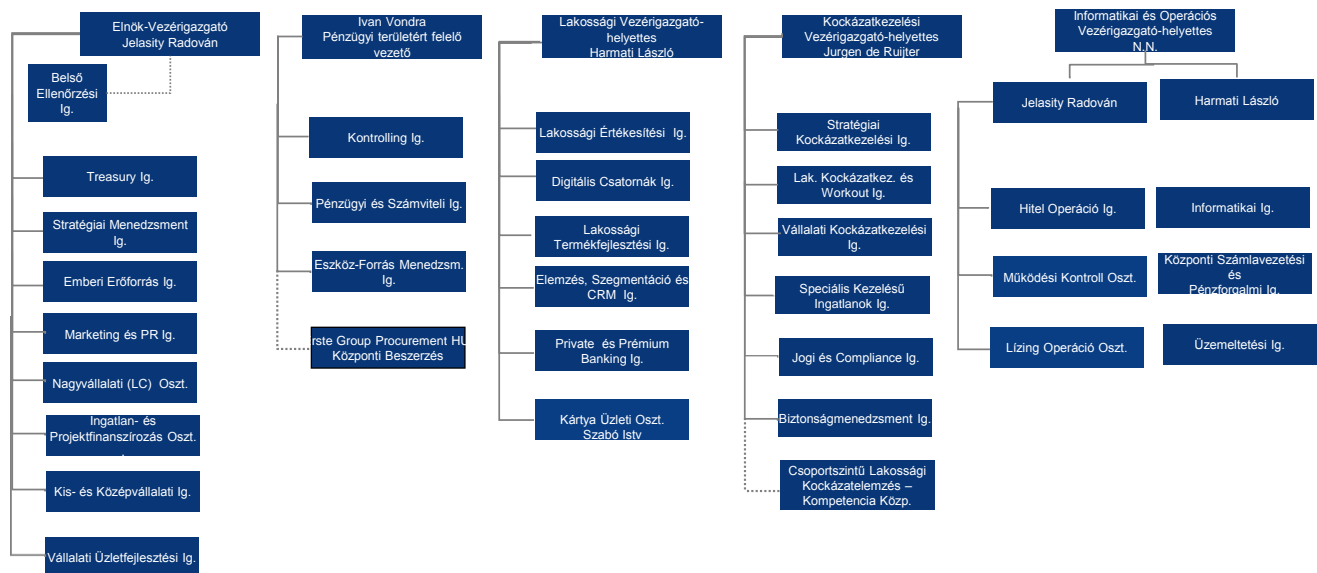 Elnök-Vezérigazgató
Jelasity Radován
Belső
Ellenőrzési
Ig.
Treasury Ig.
Stratégiai Menedzsment
Ig.
Emberi Erőforrás Ig.
Marketing és PR Ig.
Nagyvállalati (LC) Oszt.
Ingatlan- és
Projektfinanszírozás Oszt.
Kis- és Középvállalati Ig.
Vállalati Üzletfejlesztési Ig.
Ivan Vondra
Pénzügyi területért felelő
vezető
Kontrolling Ig.
Pénzügyi és Számviteli Ig.
Eszköz-Forrás Menedzsm.
Ig.
rste Group Procurement HU
Központi Beszerzés
Lakossági Vezérigazgató-
helyettes
Harmati László
Lakossági Értékesítési Ig.
Digitális Csatornák Ig.
Lakossági
Termékfejlesztési Ig.
Elemzés, Szegmentáció és
CRM Ig.
Private és Prémium
Banking Ig.
Kártya Üzleti Oszt.
Szabó Istv
Kockázatkezelési
Vezérigazgató-helyettes
Jurgen de Ruijter
Stratégiai
Kockázatkezelési Ig.
Lak. Kockázatkez. és
Workout Ig.
Vállalati Kockázatkezelési
Ig.
Speciális Kezelésű
Ingatlanok Ig.
Jogi és Compliance Ig.
Biztonságmenedzsment Ig.
Csoportszintű Lakossági
Kockázatelemzés –
Kompetencia Közp.
Informatikai és Operációs
Vezérigazgató-helyettes
N.N.
Jelasity Radován
Hitel Operáció Ig.
Működési Kontroll Oszt.
Lízing Operáció Oszt.
Harmati László
Informatikai Ig.
Központi Számlavezetési
és
Pénzforgalmi Ig.
Üzemeltetési Ig.